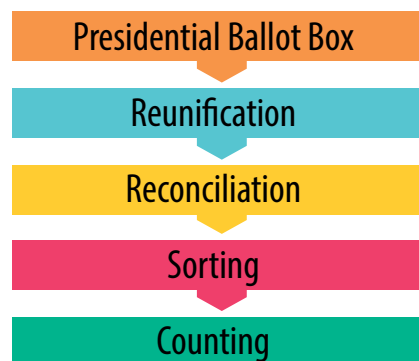 Presidential Ballot Box
Reunification
Reconciliation
Sorting
Counting